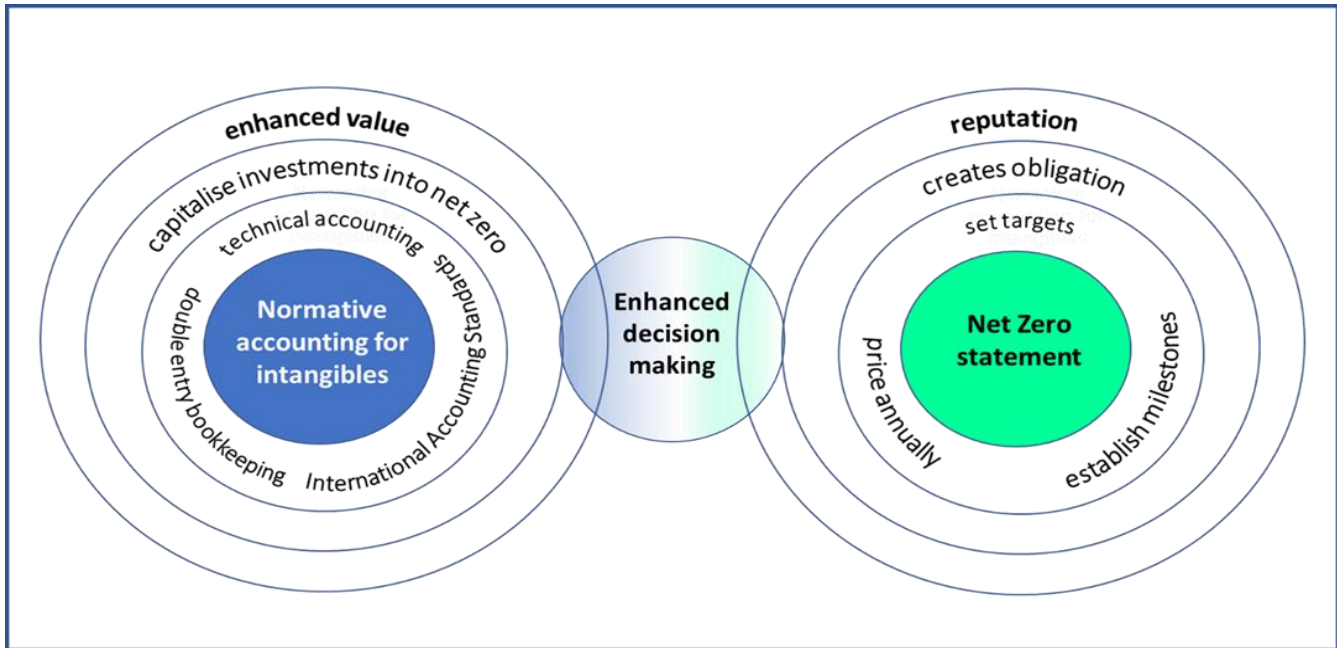 enhanced value
capitalise investments into net zero
technical accounting
International Accounting Standards
double entry bookkeeping
Normative
accounting for
intangibles
Enhanced
decision
making
reputation
creates obligation
set targets
establish milestones
price annually
Net Zero
statement